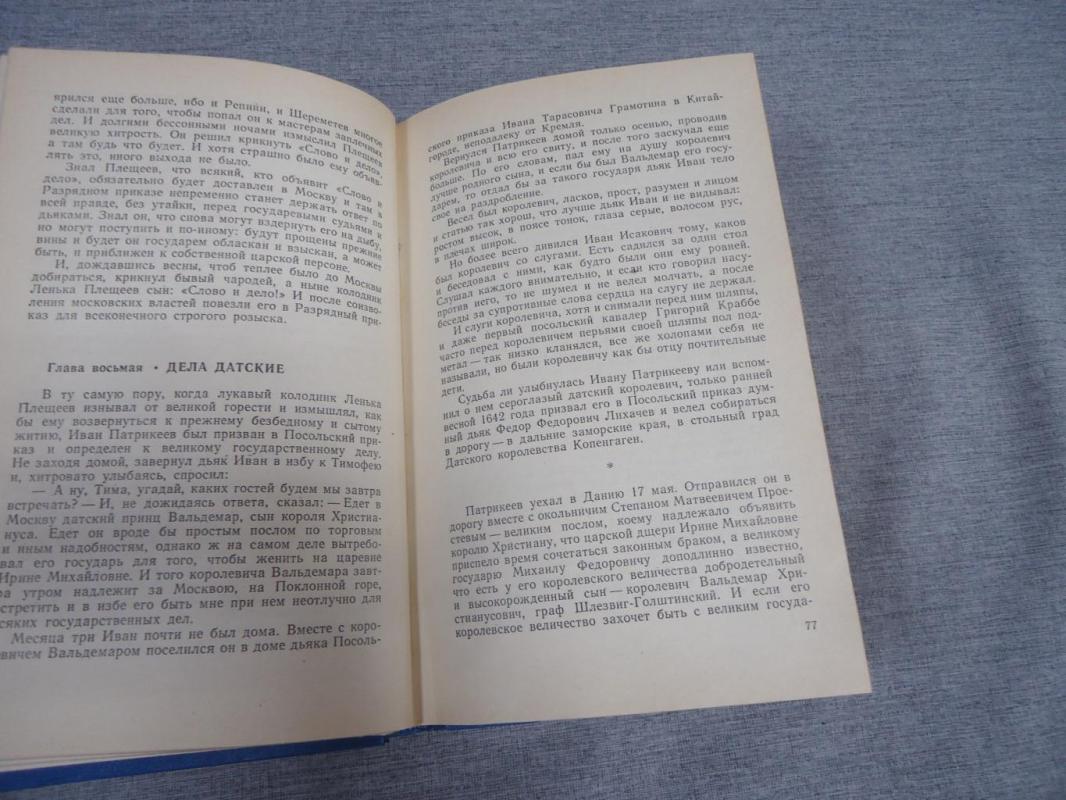 ярился еще больше, ибо и Репнин, и Шереметев многое
сделали для того, чтобы попал он к мастерам заплечных
дел. И долгими бессонными ночами измыслил Плещеев
великую хитрость. Он решил крикнуть «Слово и дело»,
а там будь что будет. И хотя страшно было ему объяв-
лять это, иного выхода не было.
Знал Плещеев, что всякий, кто объявит «Слово и
дело», обязательно будет доставлен в Москву и там в
Разрядном приказе непременно станет держать ответ по
всей правде, без утайки, перед государевыми судьями и
дьяками. Знал он, что снова могут вздернуть его на дыбу,
но могут поступить и по-иному: будут прощены прежние
вины и будет он государем обласкан и взыскан, а может
быть, и приближен к собственной царской персоне.
И, дождавшись весны, чтоб теплее было до Москвы
добираться, крикнул бывый чародей, а ныне колодник
Ленька Плещеев сын: «Слово и дело!» И после соизво-
ления московских властей повезли его в Разрядный при-
каз для всеконечного строгого розыска.
Глава восьмая • ДЕЛА ДАТСКИЕ
В ту самую пору, когда лукавый колодник Ленька
Плещеев изнывал от великой горести и измышлял, как
бы ему возвернуться к прежнему безбедному и сытому
житию, Иван Патрикеев был призван в Посольский при-
каз и определен к великому государственному делу.
Не заходя домой, завернул дьяк Иван в избу к Тимофею
и, хитровато улыбаясь, спросил:
— А ну, Тима, угадай, каких гостей будем мы завтра
встречать? — И, не дожидаясь ответа, сказал: — Едет в
Москву датский принц Вальдемар, сын короля Христиа-
нуса. Едет он вроде бы простым послом по торговым
и иным надобностям, однако ж на самом деле вытребо-
вал его государь для того, чтобы женить на царевне
Ирине Михайловне. И того королевича Вальдемара завт-
ра утром надлежит за Москвою, на Поклонной горе,
стретить и в избе его быть мне при нем неотлучно для
сяких государственных дел.
Месяца три Иван почти не был дома. Вместе с коро-
овичем Вальдемаром поселился он в доме дьяка Посоль-
ского приказа Ивана Тарасовича Грамотина в Китай-
городе, неподалеку от Кремля.
Вернулся Патрикеев домой только осенью, проводив
королевича и всю его свиту, и после того заскучал еще
больше. По его словам, пал ему на душу королевич
лучше родного сына, и если бы был Вальдемар его госу-
дарем, то отдал бы за такого государя дьяк Иван тело
свое на раздробление.
Весел был королевич, ласков, прост, разумен и лицом
и статью так хорош, что лучше дьяк Иван и не видывал:
ростом высок, в поясе тонок, глаза серые, волосом рус,
в плечах широк.
Но более всего дивился Иван Исакович тому, каков
был королевич со слугами. Есть садился за один стол
и беседовал с ними, как будто были они ему ровней.
Слушал каждого внимательно, и если кто говорил насу-
против него, то не шумел и не велел молчать, а после
беседы за супротивные слова сердца на слугу не держал.
И слуги королевича, хотя и снимали перед ним шляпы,
и даже первый посольский кавалер Григорий Краббе
часто перед королевичем перьями своей шляпы пол под-
метал — так низко кланялся, все же холопами себя не
называли, но были королевичу как бы отцу почтительные
дети.
Судьба ли улыбнулась Ивану Патрикееву или вспом-
нил о нем сероглазый датский королевич, только ранней
весной 1642 года призвал его в Посольский приказ дум-
ный дьяк Федор Федорович Лихачев и велел собираться
в дорогу — в дальние заморские края, в стольный град
Датского королевства Копенгаген.
*
Патрикеев уехал в Данию 17 мая. Отправился он в
дорогу вместе с окольничим Степаном Матвеевичем Прое-
стевым — великим послом, коему надлежало объявить
королю Христиану, что царской дщери Ирине Михайловне
приспело время сочетаться законным браком, а великому
государю Михаилу Федоровичу доподлинно известно,
что есть у его королевского величества добродетельный
и высокорожденный сын — королевич Вальдемар Хри-
стианусович, граф Шлезвиг-Голштинский. И если его
королевское величество захочет быть с великим госуда-
77